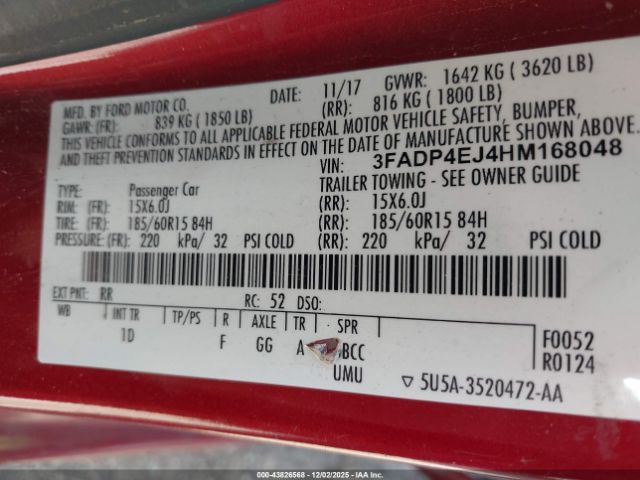 MFD. BY FORD MOTOR CO. DATE: 11/17 GVWR: 1642 KG ( 3620 LB)
GAWR: (FR): 839 KG ( 1850 LB) (RR): 816 KG ( 1800 LB)
THIS VEHICLE CONFORMS TO ALL APPLICABLE FEDERAL MOTOR VEHICLE SAFETY, BUMPER,
AND THEFT PREVENTION STANDARDS IN EFFECT ON THE DATE OF MANUFACTURE SHOWN ABOVE.
VIN: 3FADP4EJ4HM168048
TYPE: Passenger Car TRAILER TOWING - SEE OWNER GUIDE
RIM: (FR): 15X6.0J (RR): 15X6.0J
TIRE: (FR): 185/60R15 84H (RR): 185/60R15 84H
PRESSURE: (FR): 220 kPa/ 32 PSI COLD (RR): 220 kPa/ 32 PSI COLD
EXT PNT: RR RC: 52 DSO:
WB INT TR TP/PS R AXLE TR SPR F0052
1D F GG A BCC R0124
UMU 5U5A-3520472-AA
IAA 000-43826568 | 12/02/2025 | IAAI.COM